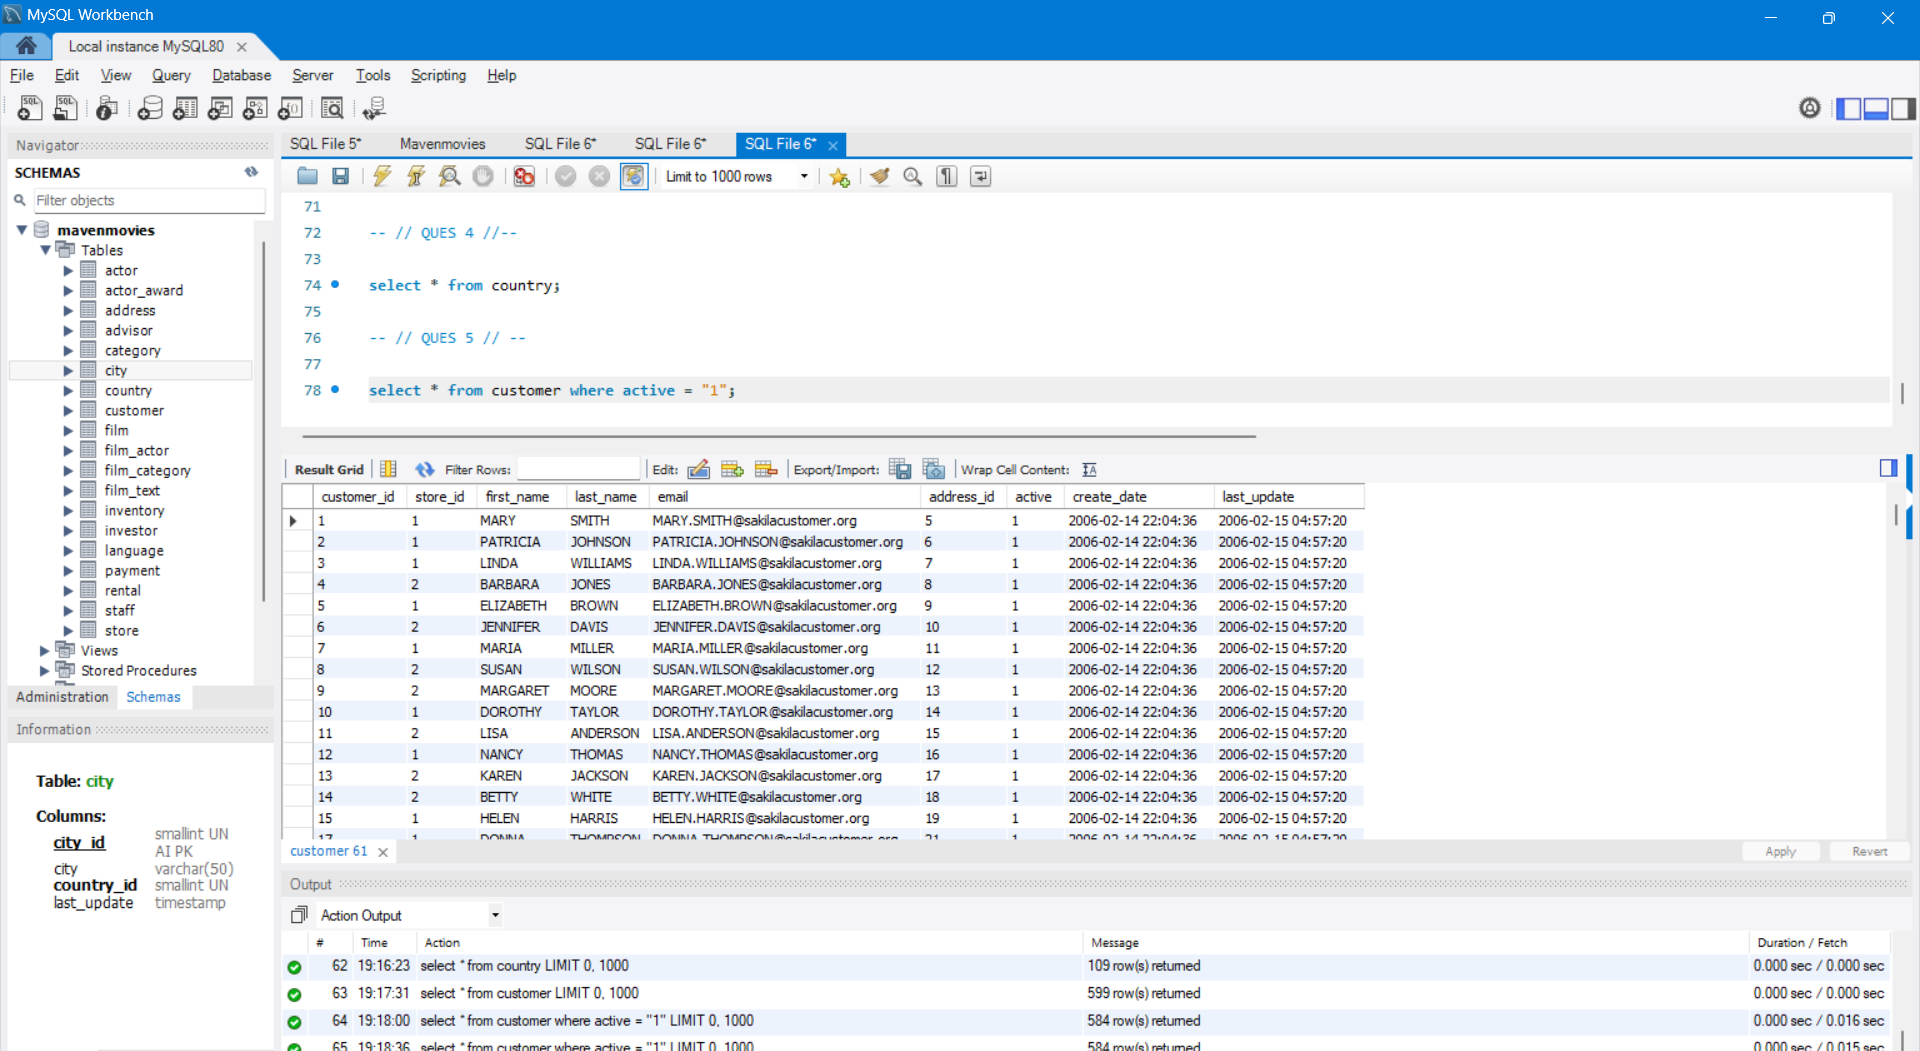 MySQL Workbench
Local instance MySQL80
File Edit View Query Database Server Tools Scripting Help
Navigator
SCHEMAS
Filter objects
mavenmovies
Tables
actor
actor_award
address
advisor
category
city
country
customer
film
film_actor
film_category
film_text
inventory
investor
language
payment
rental
staff
store
Views
Stored Procedures
Administration Schemas
Information
Table: city
Columns:
city_id smallint UN AI PK
city varchar(50)
country_id smallint UN
last_update timestamp
SQL File 5* Mavenmovies SQL File 6* SQL File 6* SQL File 6*
Limit to 1000 rows
71
72 -- // QUES 4 //--
73
74 select * from country;
75
76 -- // QUES 5 // --
77
78 select * from customer where active = "1";
Result Grid Filter Rows: Edit: Export/Import: Wrap Cell Content:
customer_id store_id first_name last_name email address_id active create_date last_update
1 1 MARY SMITH MARY.SMITH@sakilacustomer.org 5 1 2006-02-14 22:04:36 2006-02-15 04:57:20
2 1 PATRICIA JOHNSON PATRICIA.JOHNSON@sakilacustomer.org 6 1 2006-02-14 22:04:36 2006-02-15 04:57:20
3 1 LINDA WILLIAMS LINDA.WILLIAMS@sakilacustomer.org 7 1 2006-02-14 22:04:36 2006-02-15 04:57:20
4 2 BARBARA JONES BARBARA.JONES@sakilacustomer.org 8 1 2006-02-14 22:04:36 2006-02-15 04:57:20
5 1 ELIZABETH BROWN ELIZABETH.BROWN@sakilacustomer.org 9 1 2006-02-14 22:04:36 2006-02-15 04:57:20
6 2 JENNIFER DAVIS JENNIFER.DAVIS@sakilacustomer.org 10 1 2006-02-14 22:04:36 2006-02-15 04:57:20
7 1 MARIA MILLER MARIA.MILLER@sakilacustomer.org 11 1 2006-02-14 22:04:36 2006-02-15 04:57:20
8 2 SUSAN WILSON SUSAN.WILSON@sakilacustomer.org 12 1 2006-02-14 22:04:36 2006-02-15 04:57:20
9 2 MARGARET MOORE MARGARET.MOORE@sakilacustomer.org 13 1 2006-02-14 22:04:36 2006-02-15 04:57:20
10 1 DOROTHY TAYLOR DOROTHY.TAYLOR@sakilacustomer.org 14 1 2006-02-14 22:04:36 2006-02-15 04:57:20
11 2 LISA ANDERSON LISA.ANDERSON@sakilacustomer.org 15 1 2006-02-14 22:04:36 2006-02-15 04:57:20
12 1 NANCY THOMAS NANCY.THOMAS@sakilacustomer.org 16 1 2006-02-14 22:04:36 2006-02-15 04:57:20
13 2 KAREN JACKSON KAREN.JACKSON@sakilacustomer.org 17 1 2006-02-14 22:04:36 2006-02-15 04:57:20
14 2 BETTY WHITE BETTY.WHITE@sakilacustomer.org 18 1 2006-02-14 22:04:36 2006-02-15 04:57:20
15 1 HELEN HARRIS HELEN.HARRIS@sakilacustomer.org 19 1 2006-02-14 22:04:36 2006-02-15 04:57:20
17 1 DONNA THOMPSON DONNA.THOMPSON@sakilacustomer.org 21 1 2006-02-14 22:04:36 2006-02-15 04:57:20
customer 61 Apply Revert
Output
Action Output
# Time Action Message Duration / Fetch
62 19:16:23 select * from country LIMIT 0, 1000 109 row(s) returned 0.000 sec / 0.000 sec
63 19:17:31 select * from customer LIMIT 0, 1000 599 row(s) returned 0.000 sec / 0.000 sec
64 19:18:00 select * from customer where active = "1" LIMIT 0, 1000 584 row(s) returned 0.000 sec / 0.016 sec
65 19:18:36 select * from customer where active = "1" LIMIT 0, 1000 584 row(s) returned 0.000 sec / 0.015 sec